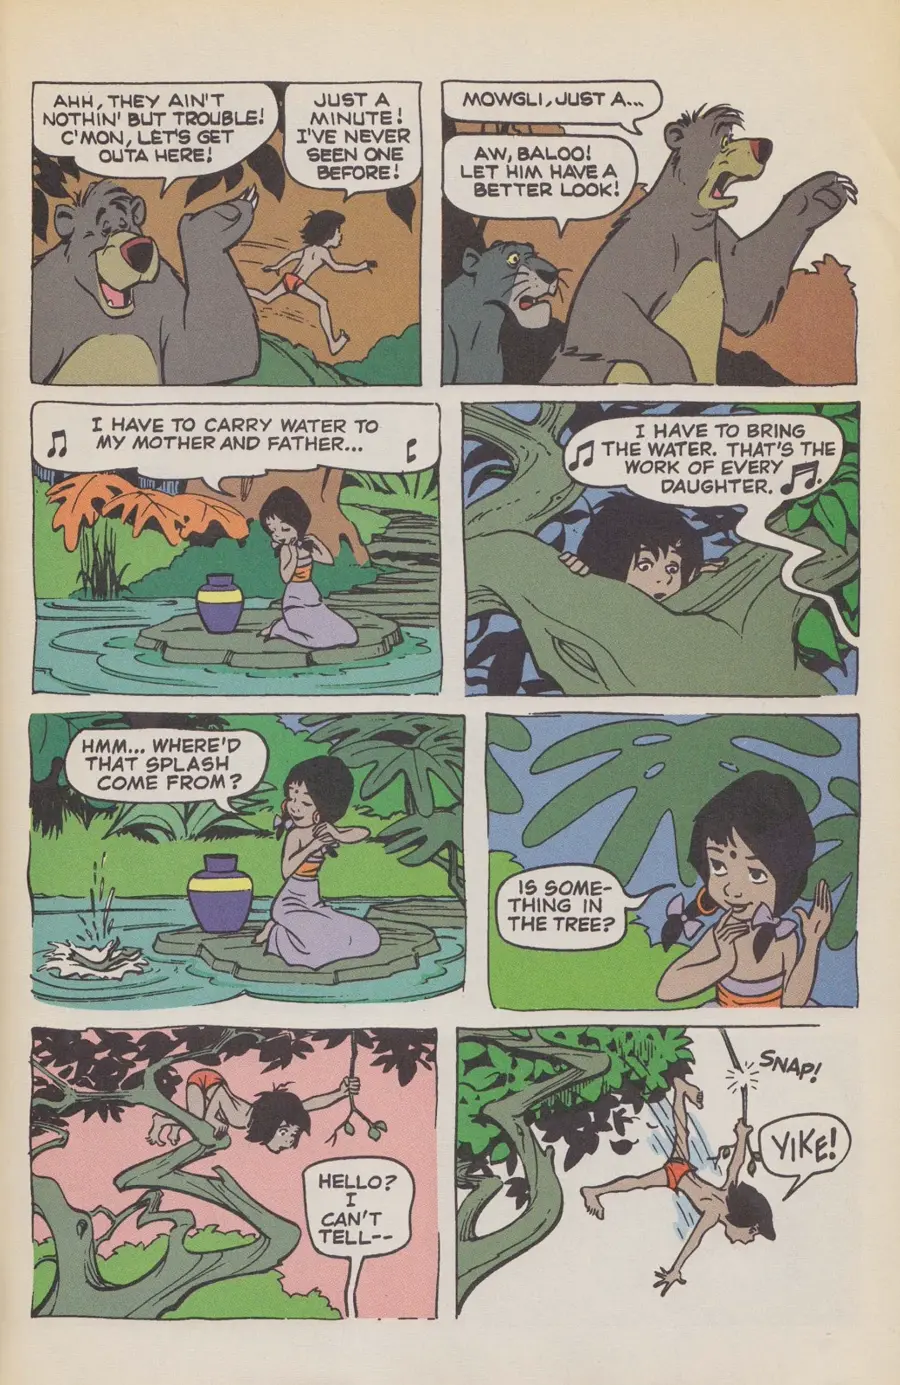 AHH, THEY AIN'T
NOTHIN' BUT TROUBLE!
C'MON, LET'S GET
OUTA HERE!
JUST A
MINUTE!
I'VE NEVER
SEEN ONE
BEFORE!
MOWGLI, JUST A...
AW, BALOO!
LET HIM HAVE A
BETTER LOOK!
I HAVE TO CARRY WATER TO
MY MOTHER AND FATHER...
I HAVE TO BRING
THE WATER. THAT'S THE
WORK OF EVERY
DAUGHTER.
HMM... WHERE'D
THAT SPLASH
COME FROM?
IS SOME-
THING IN
THE TREE?
HELLO?
I
CAN'T
TELL--
SNAP!
YIKE!